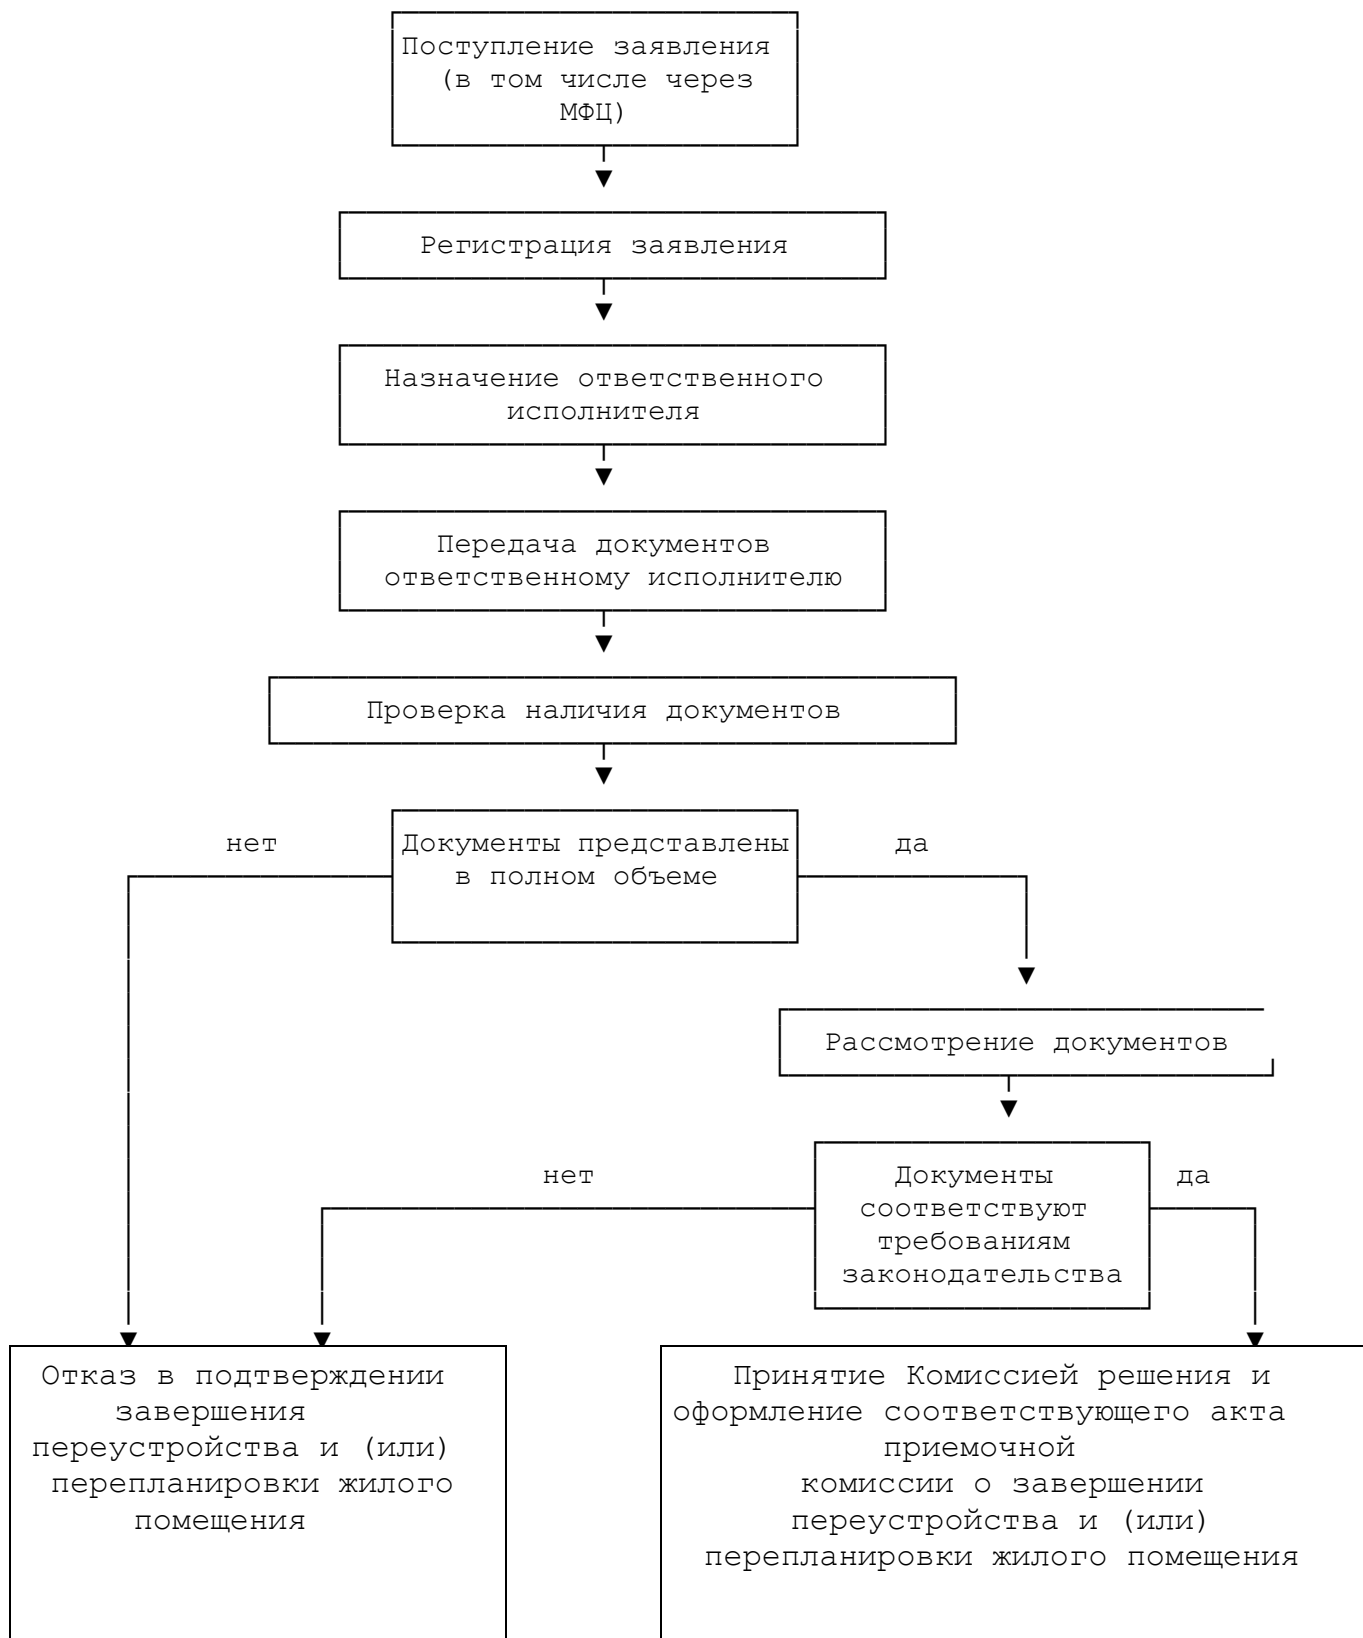 Поступление заявления
(в том числе через
МФЦ)
Регистрация заявления
Назначение ответственного
исполнителя
Передача документов
ответственному исполнителю
Проверка наличия документов
нет
Документы представлены
в полном объеме
да
Рассмотрение документов
нет
Документы
соответствуют
требованиям
законодательства
да
Отказ в подтверждении
завершения
переустройства и (или)
перепланировки жилого
помещения
Принятие Комиссией решения и
оформление соответствующего акта
приемочной
комиссии о завершении
переустройства и (или)
перепланировки жилого помещения